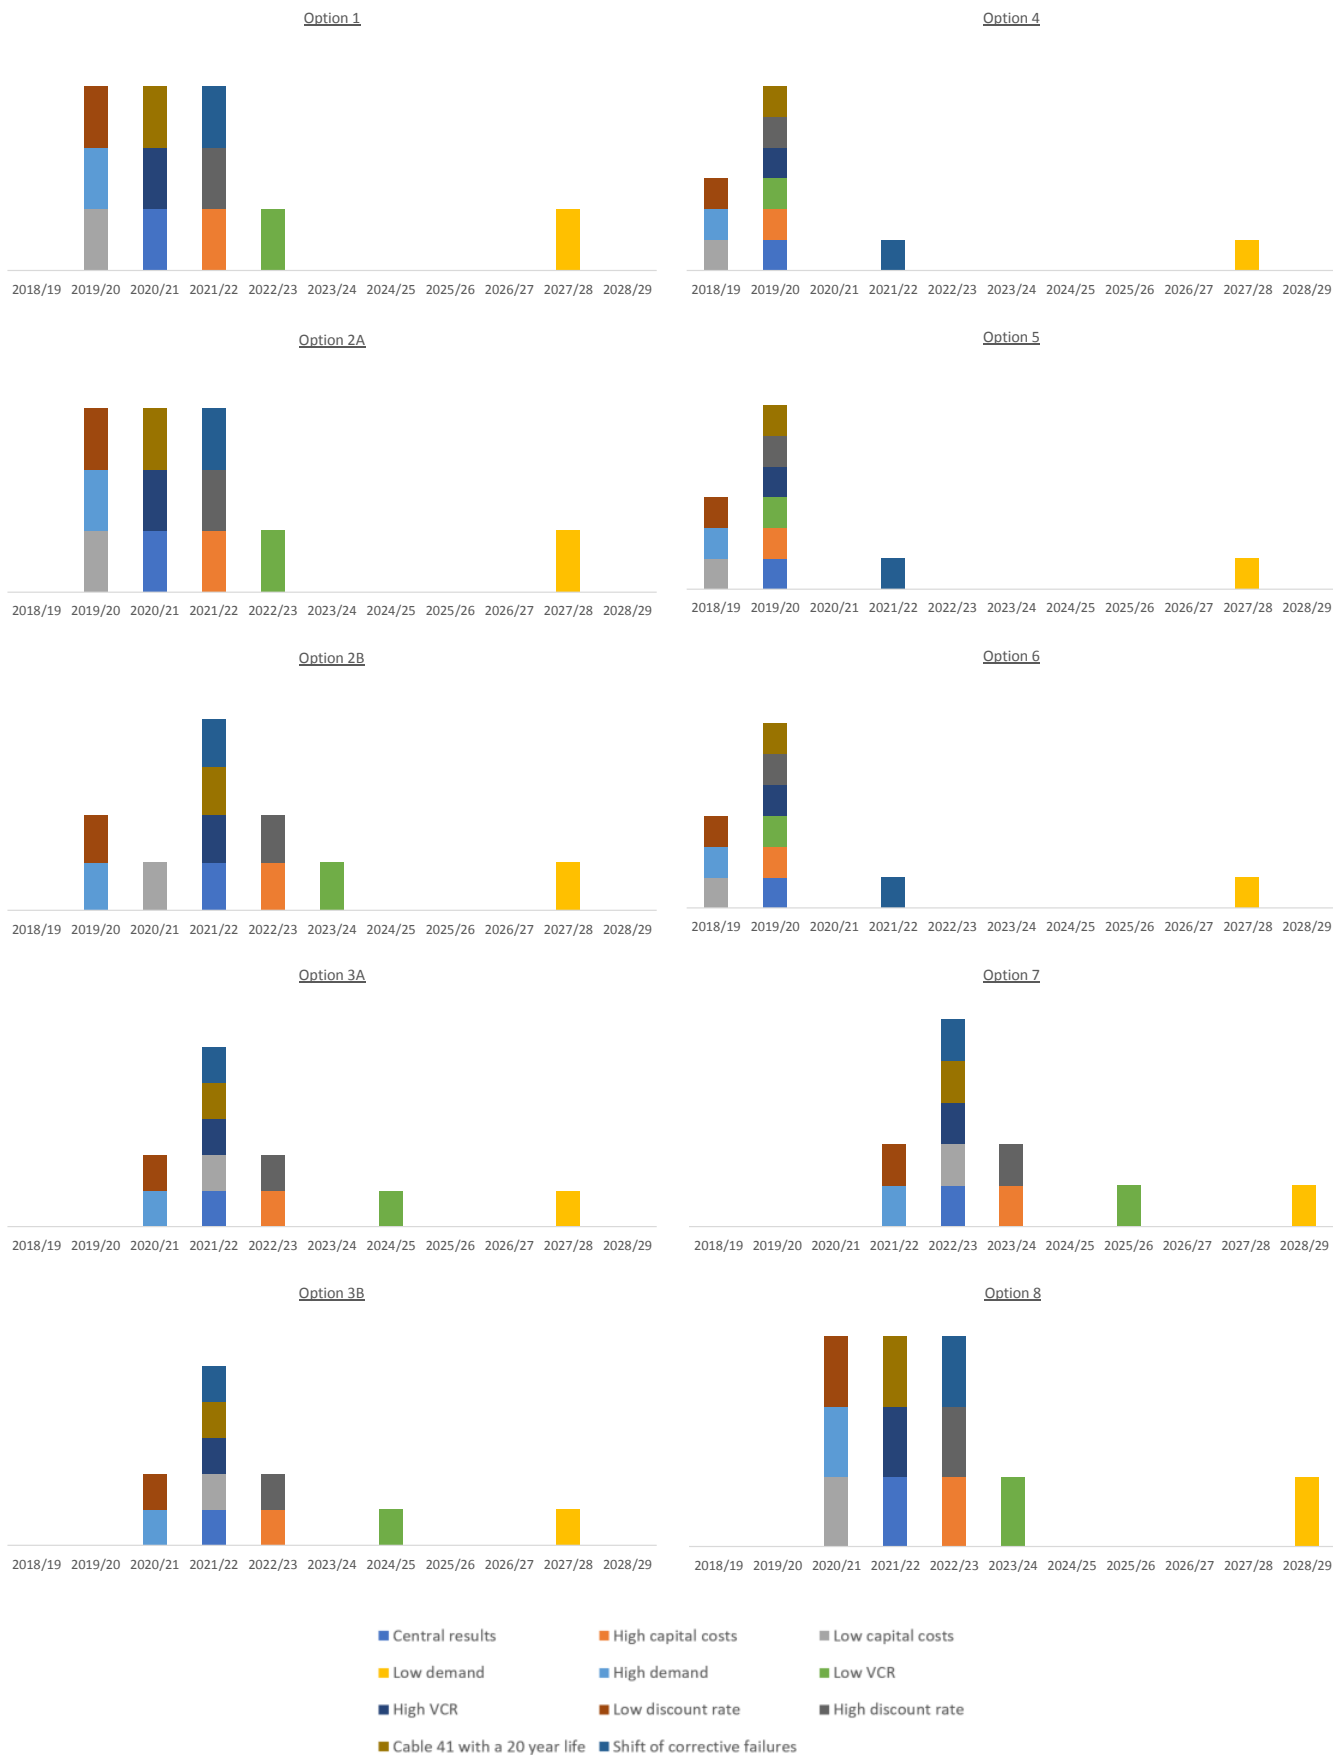 Option 1
2018/19 2019/20 2020/21 2021/22 2022/23 2023/24 2024/25 2025/26 2026/27 2027/28 2028/29
Option 2A
2018/19 2019/20 2020/21 2021/22 2022/23 2023/24 2024/25 2025/26 2026/27 2027/28 2028/29
Option 2B
2018/19 2019/20 2020/21 2021/22 2022/23 2023/24 2024/25 2025/26 2026/27 2027/28 2028/29
Option 3A
2018/19 2019/20 2020/21 2021/22 2022/23 2023/24 2024/25 2025/26 2026/27 2027/28 2028/29
Option 3B
2018/19 2019/20 2020/21 2021/22 2022/23 2023/24 2024/25 2025/26 2026/27 2027/28 2028/29
Option 4
2018/19 2019/20 2020/21 2021/22 2022/23 2023/24 2024/25 2025/26 2026/27 2027/28 2028/29
Option 5
2018/19 2019/20 2020/21 2021/22 2022/23 2023/24 2024/25 2025/26 2026/27 2027/28 2028/29
Option 6
2018/19 2019/20 2020/21 2021/22 2022/23 2023/24 2024/25 2025/26 2026/27 2027/28 2028/29
Option 7
2018/19 2019/20 2020/21 2021/22 2022/23 2023/24 2024/25 2025/26 2026/27 2027/28 2028/29
Option 8
2018/19 2019/20 2020/21 2021/22 2022/23 2023/24 2024/25 2025/26 2026/27 2027/28 2028/29
Central results High capital costs Low capital costs
Low demand High demand Low VCR
High VCR Low discount rate High discount rate
Cable 41 with a 20 year life Shift of corrective failures